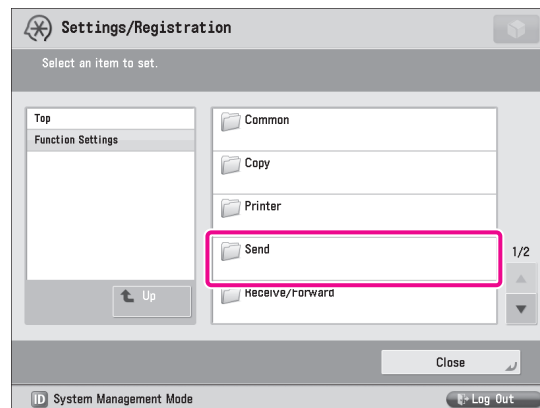 Settings/Registration
Select an item to set.
Top
Function Settings
Common
Copy
Printer
Send
Receive/Forward
1/2
Up
Close
ID System Management Mode
Log Out